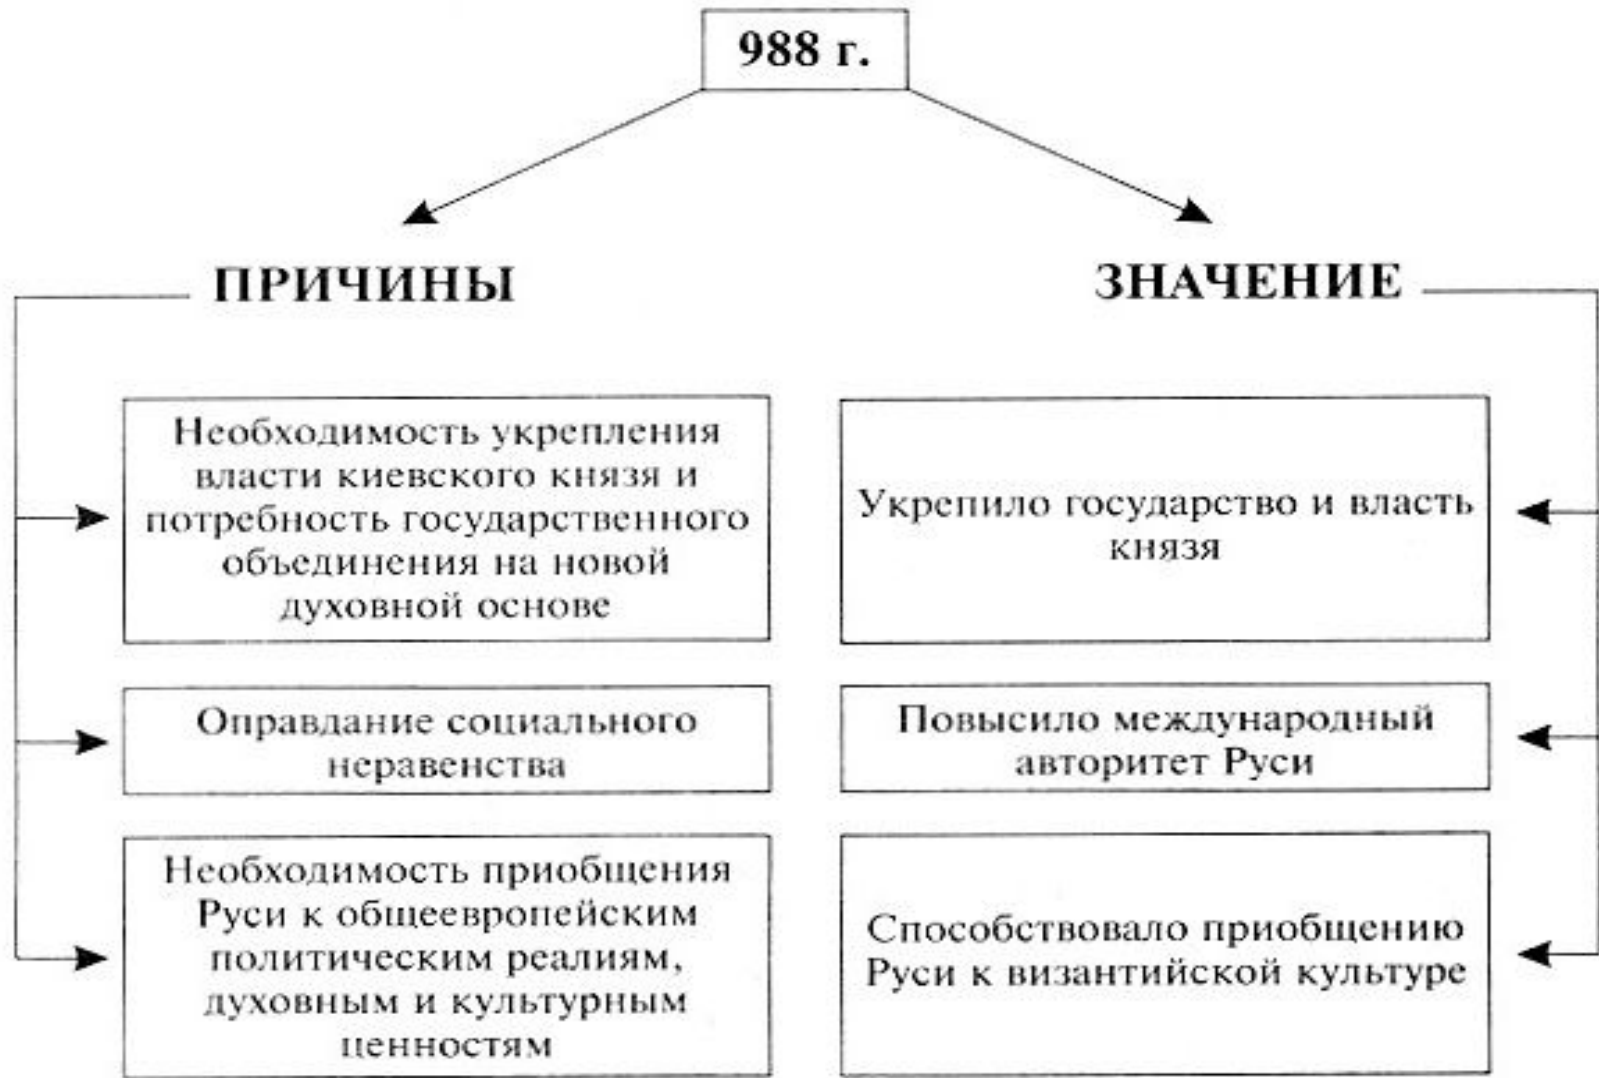 988 г.
ПРИЧИНЫ
Необходимость укрепления
власти киевского князя и
потребность государственного
объединения на новой
духовной основе
Оправдание социального
неравенства
Необходимость приобщения
Руси к общеевропейским
политическим реалиям,
духовным и культурным
ценностям
ЗНАЧЕНИЕ
Укрепило государство и власть
князя
Повысило международный
авторитет Руси
Способствовало приобщению
Руси к византийской культуре